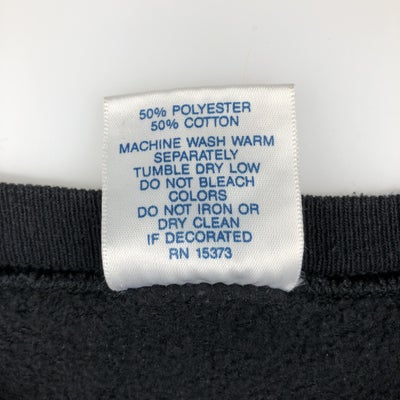 50% POLYESTER
50% COTTON
MACHINE WASH WARM
SEPARATELY
TUMBLE DRY LOW
DO NOT BLEACH
COLORS
DO NOT IRON OR
DRY CLEAN
IF DECORATED
RN 15373